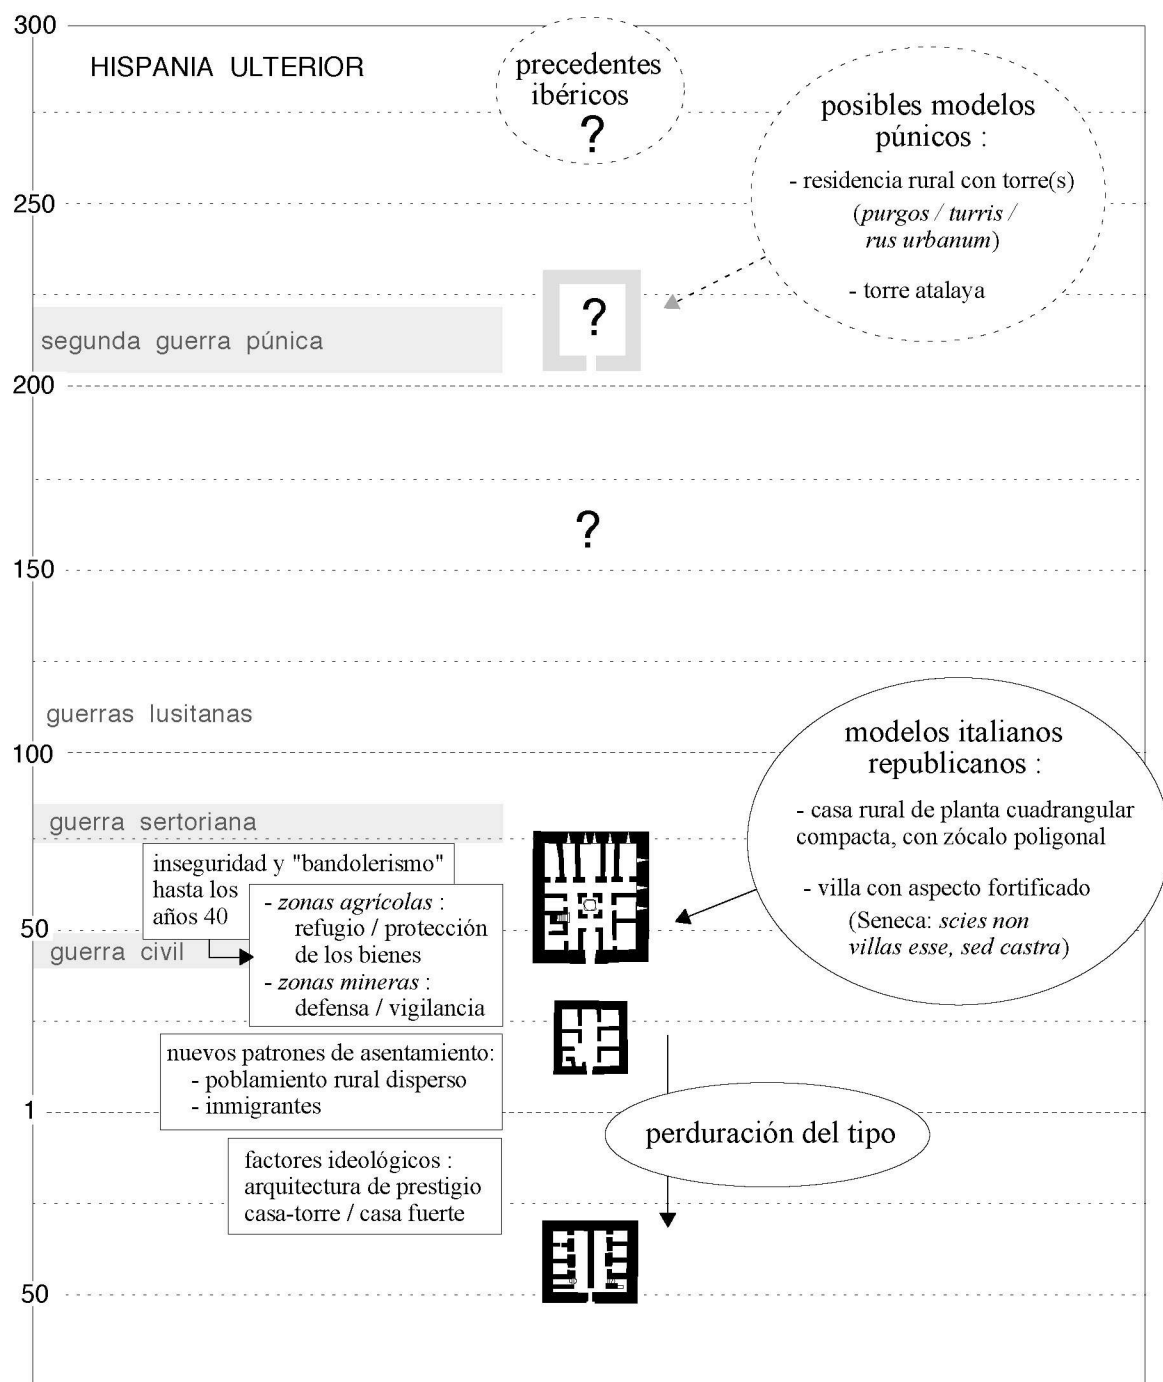 300
HISPANIA ULTERIOR
precedentes
ibéricos
?
posibles modelos
púnicos :
- residencia rural con torre(s)
(purgos / turris /
rus urbanum)
- torre atalaya
250
?
segunda guerra púnica
200
?
150
guerras lusitanas
100
modelos italianos
republicanos :
- casa rural de planta cuadrangular
compacta, con zócalo poligonal
- villa con aspecto fortificado
(Seneca: scies non
villas esse, sed castra)
guerra sertoriana
inseguridad y "bandolerismo"
hasta los
años 40
- zonas agrícolas :
refugio / protección
de los bienes
- zonas mineras :
defensa / vigilancia
50
guerra civil
nuevos patrones de asentamiento:
- poblamiento rural disperso
- inmigrantes
1
perduración del tipo
factores ideológicos :
arquitectura de prestigio
casa-torre / casa fuerte
50